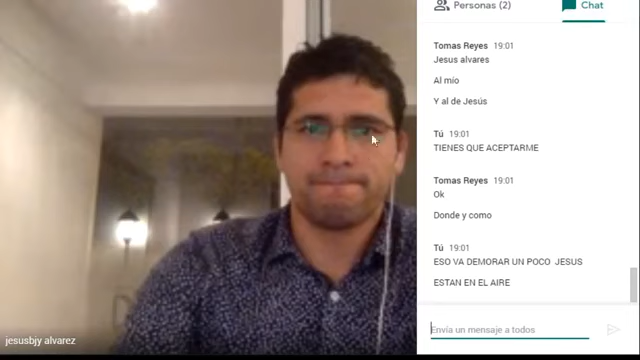 Personas (2)
Chat
Tomas Reyes 19:01
Jesus alvares
Al mío
Y al de Jesús
Tú 19:01
TIENES QUE ACEPTARME
Tomas Reyes 19:01
Ok
Donde y como
Tú 19:01
ESO VA DEMORAR UN POCO JESUS
ESTAN EN EL AIRE
Envía un mensaje a todos
jesusbjy alvarez